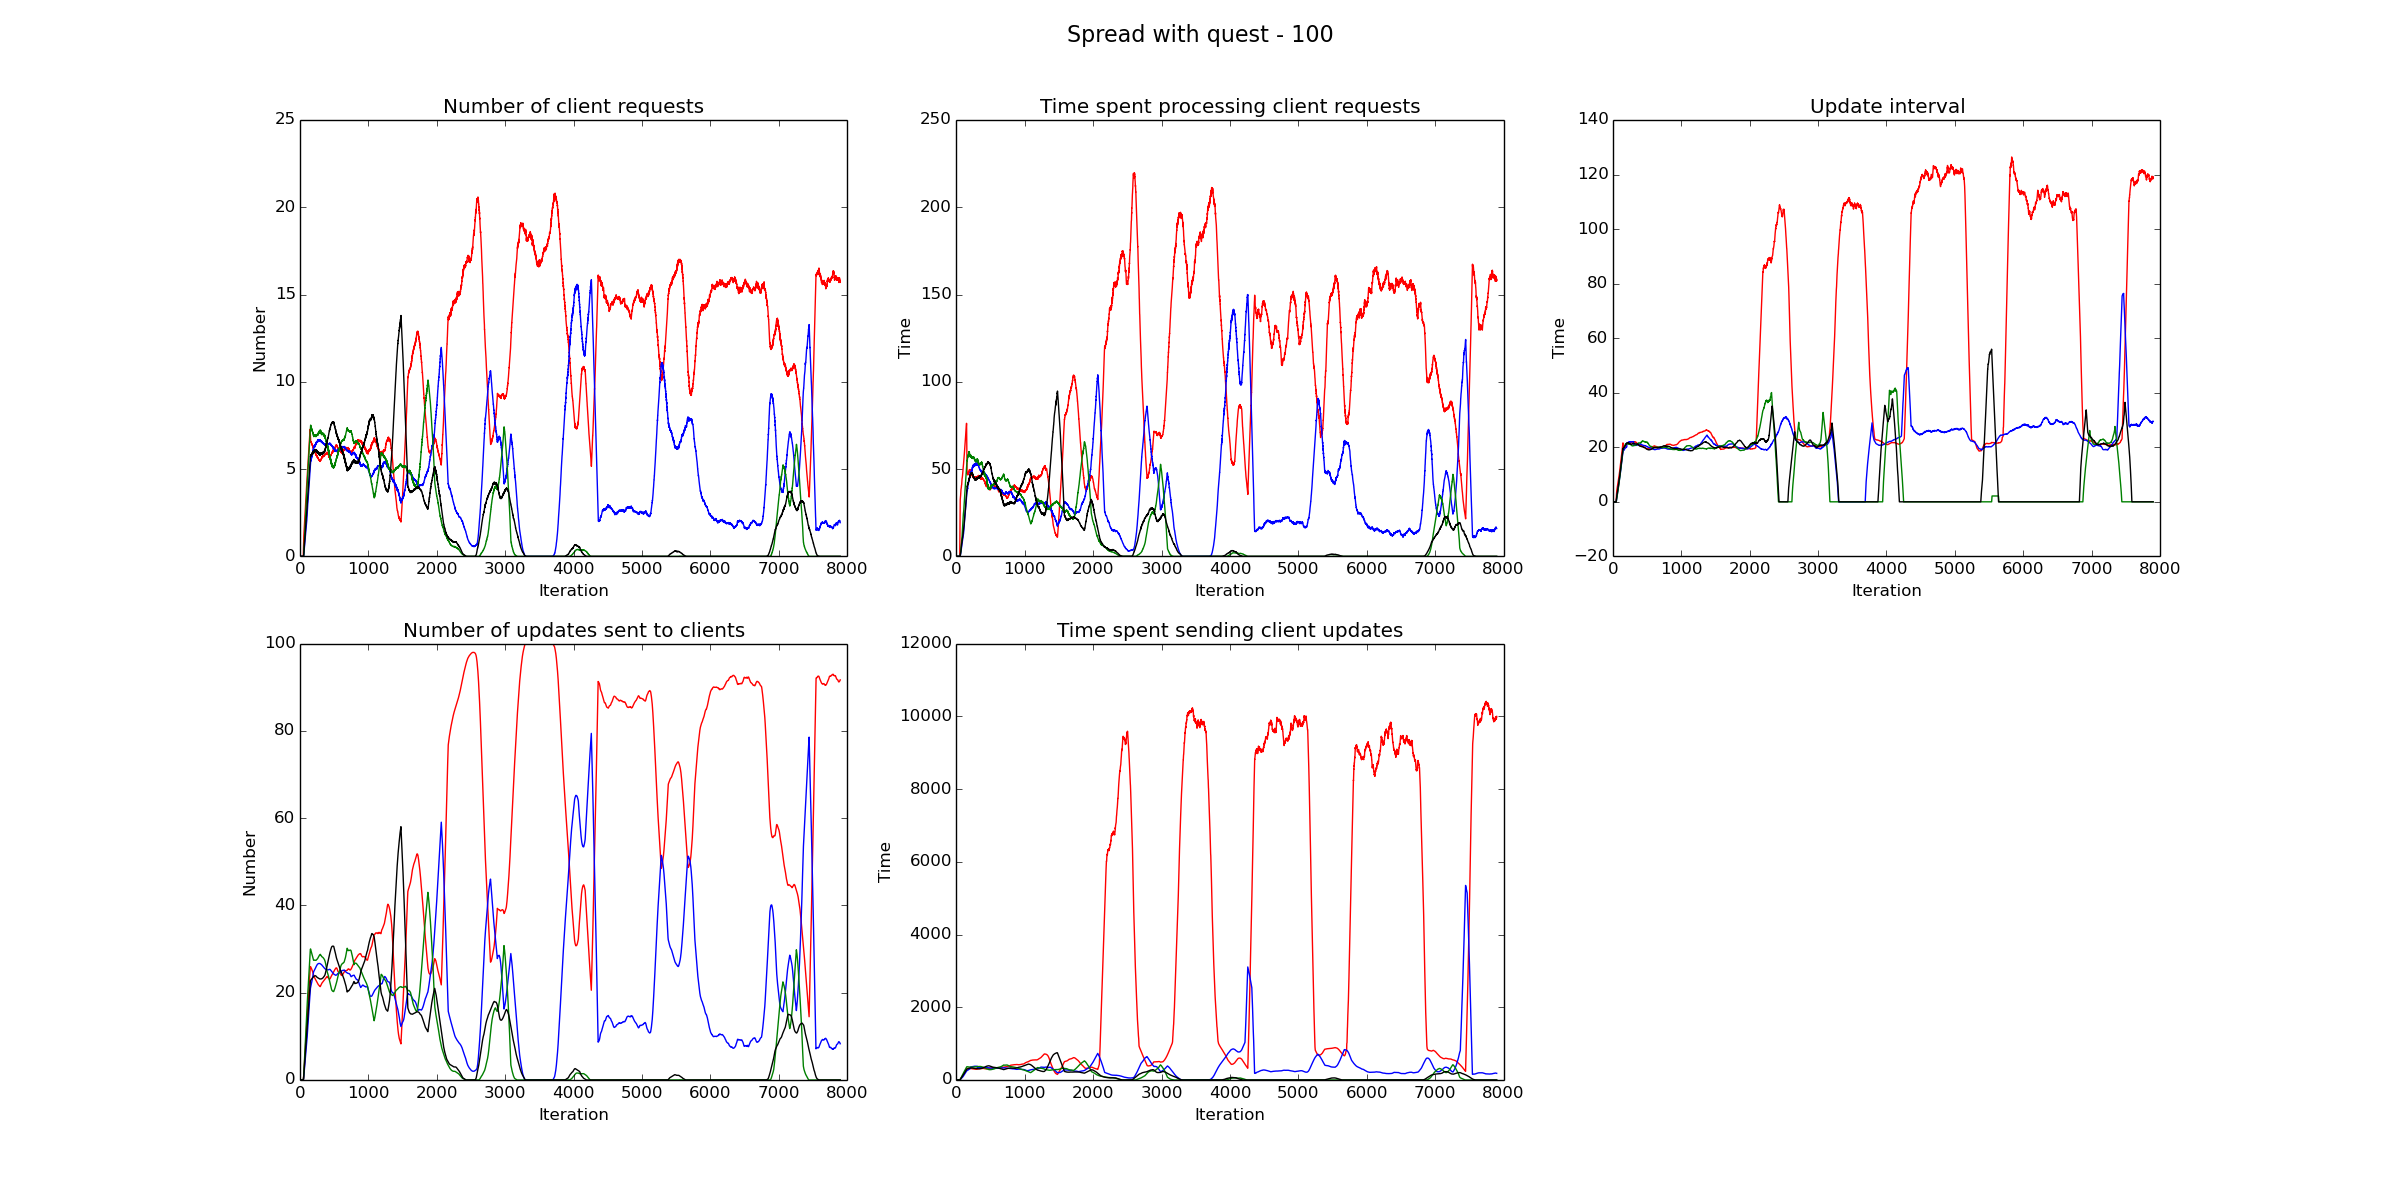 Spread with quest - 100
Number of client requests
25
20
15
10
5
0
Number
0 1000 2000 3000 4000 5000 6000 7000 8000
Iteration
Time spent processing client requests
250
200
150
100
50
0
Time
0 1000 2000 3000 4000 5000 6000 7000 8000
Iteration
Update interval
140
120
100
80
60
40
20
0
−20
Time
0 1000 2000 3000 4000 5000 6000 7000 8000
Iteration
Number of updates sent to clients
100
80
60
40
20
0
Number
0 1000 2000 3000 4000 5000 6000 7000 8000
Iteration
Time spent sending client updates
12000
10000
8000
6000
4000
2000
0
Time
0 1000 2000 3000 4000 5000 6000 7000 8000
Iteration